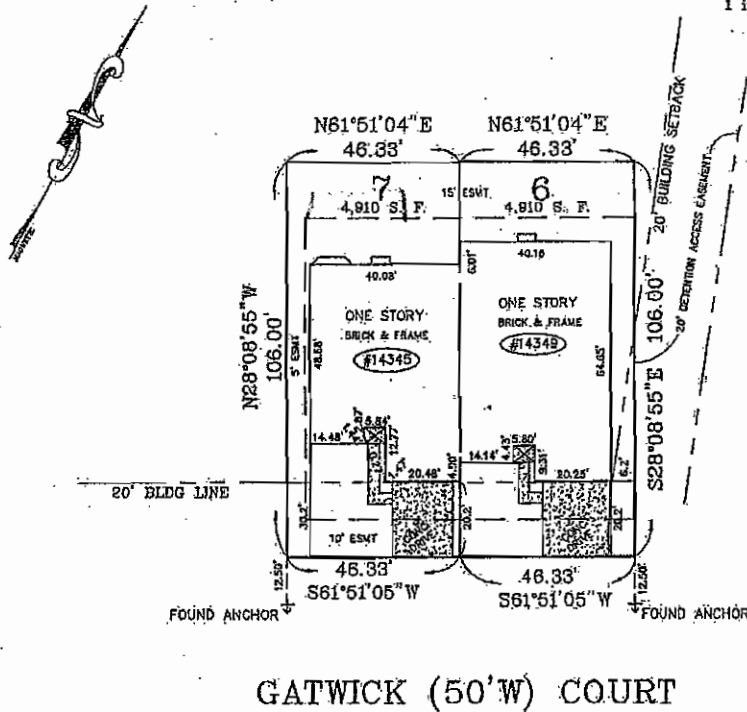 1 i
N61°51'04"E
46.33'
N61°51'04"E
46.33'
7
4,910 S. F.
15' ESMT.
6
4,910 S. F.
20' BUILDING SETBACK
20' DETENTION ACCESS EASEMENT
N28°08'55"W
106.00'
5' ESMT
40.08'
6.01'
40.16
ONE STORY
BRICK & FRAME
#14345
ONE STORY
BRICK & FRAME
#14349
S28°08'55"E 106.00'
14.48'
5.84'
12.77'
20.48'
4.50'
14.14'
4.43'
5.80'
9.31'
20.25'
6.2'
20' BLDG LINE
30.2'
10' ESMT
20.2'
20.2'
46.33'
S61°51'05"W
46.33'
S61°51'05"W
12.50'
12.50'
FOUND ANCHOR
FOUND ANCHOR
GATWICK (50'W) COURT